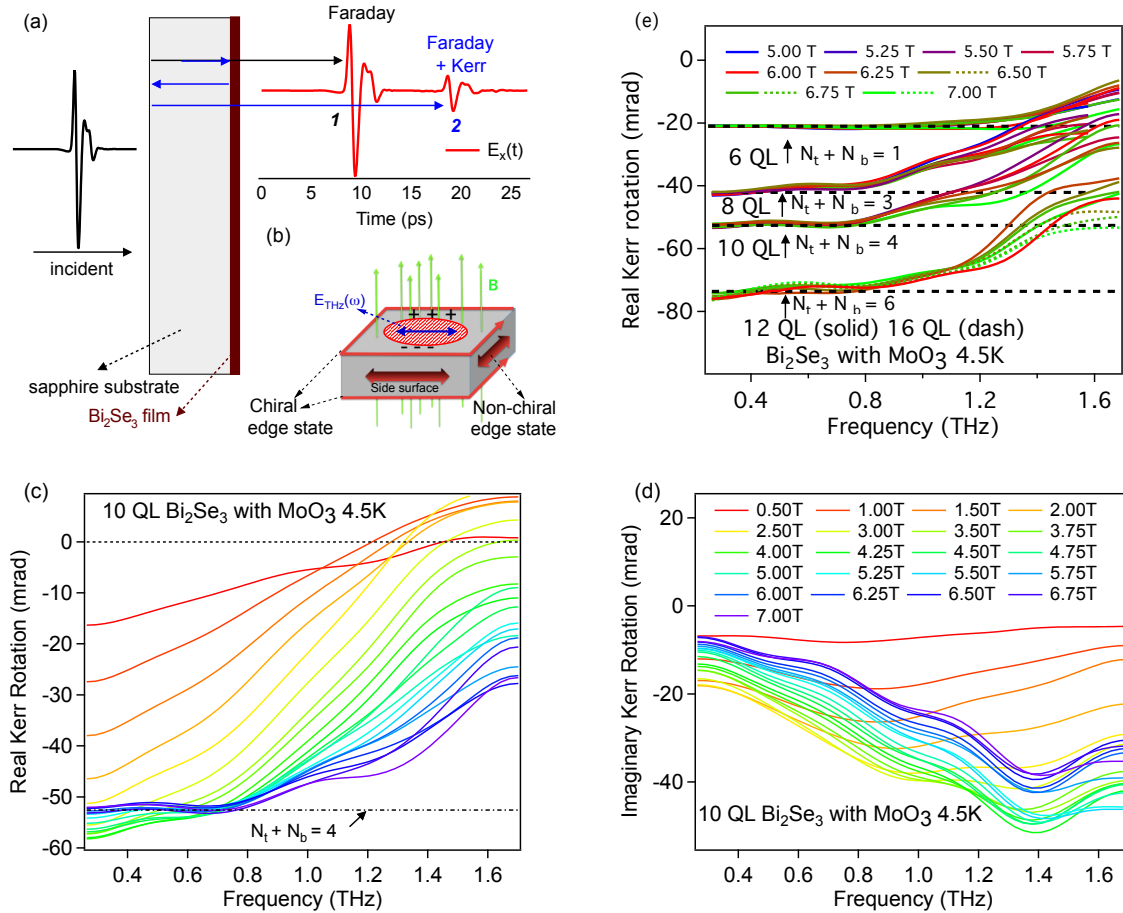 (a)
Faraday
Faraday
+ Kerr
1
2
E_x(t)
0 5 10 15 20 25
Time (ps)
incident
sapphire substrate
Bi₂Se₃ film
(b)
B
E_THz(ω)
+ + +
- - -
Side surface
Chiral
edge state
Non-chiral
edge state
(e)
5.00 T 5.25 T 5.50 T 5.75 T
6.00 T 6.25 T 6.50 T
6.75 T 7.00 T
Real Kerr rotation (mrad)
0
-20
-40
-60
-80
6 QL N_t + N_b = 1
8 QL N_t + N_b = 3
10 QL N_t + N_b = 4
N_t + N_b = 6
12 QL (solid) 16 QL (dash)
Bi₂Se₃ with MoO₃ 4.5K
0.4 0.8 1.2 1.6
Frequency (THz)
(c)
10 QL Bi₂Se₃ with MoO₃ 4.5K
Real Kerr Rotation (mrad)
0
-10
-20
-30
-40
-50
-60
N_t + N_b = 4
0.4 0.6 0.8 1.0 1.2 1.4 1.6
Frequency (THz)
(d)
0.50T 1.00T 1.50T 2.00T
2.50T 3.00T 3.50T 3.75T
4.00T 4.25T 4.50T 4.75T
5.00T 5.25T 5.50T 5.75T
6.00T 6.25T 6.50T 6.75T
7.00T
Imaginary Kerr Rotation (mrad)
20
0
-20
-40
10 QL Bi₂Se₃ with MoO₃ 4.5K
0.4 0.6 0.8 1.0 1.2 1.4 1.6
Frequency (THz)